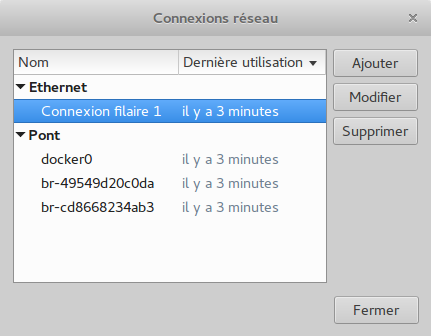 Connexions réseau
Nom Dernière utilisation
Ethernet
Connexion filaire 1 il y a 3 minutes
Pont
docker0 il y a 3 minutes
br-49549d20c0da il y a 3 minutes
br-cd8668234ab3 il y a 3 minutes
Ajouter
Modifier
Supprimer
Fermer